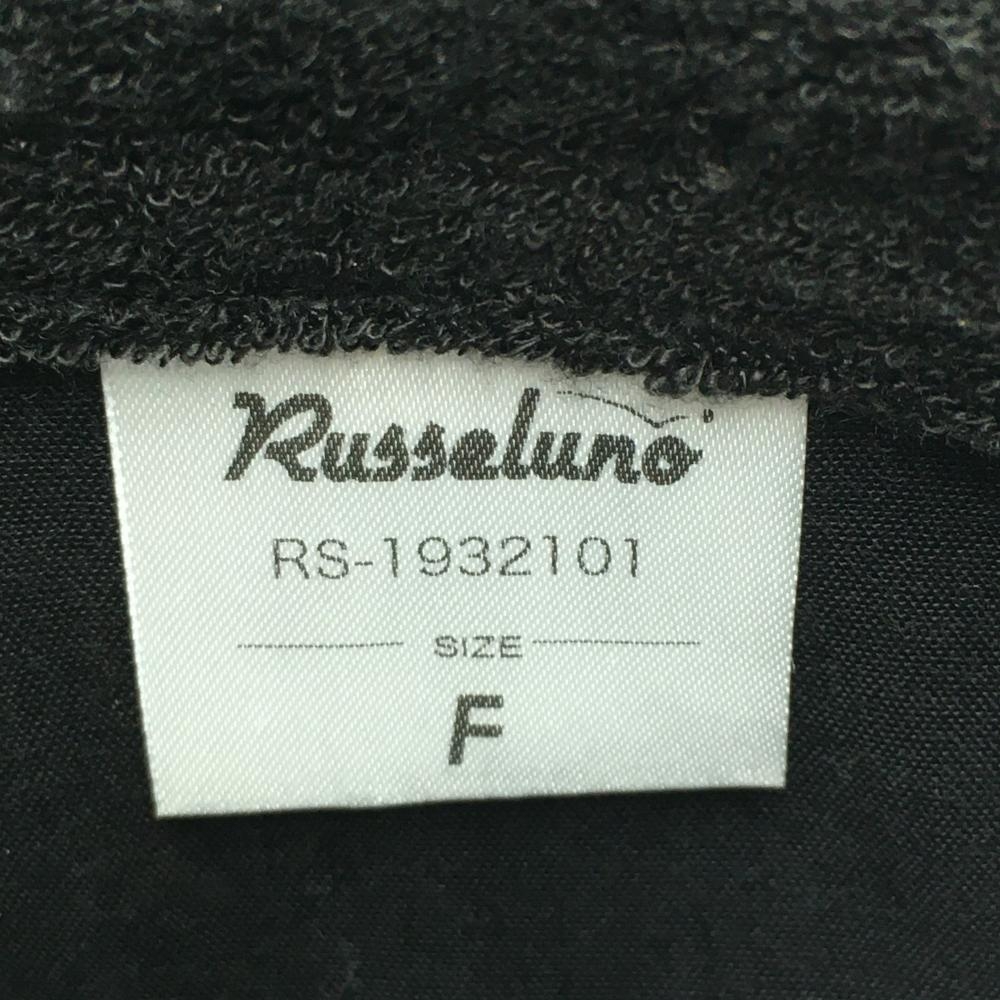 Russeluno
RS-1932101
SIZE
F